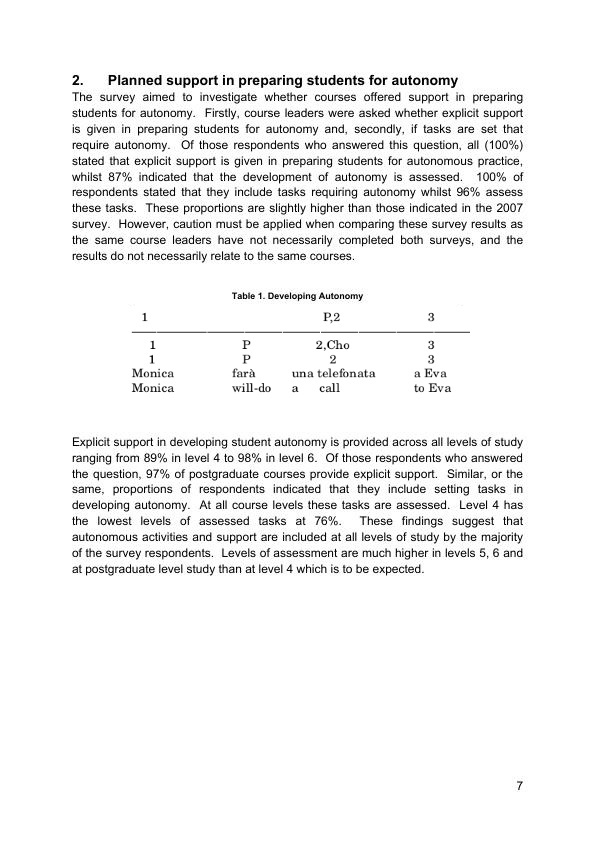 2. Planned support in preparing students for autonomy
The survey aimed to investigate whether courses offered support in preparing
students for autonomy. Firstly, course leaders were asked whether explicit support
is given in preparing students for autonomy and, secondly, if tasks are set that
require autonomy. Of those respondents who answered this question, all (100%)
stated that explicit support is given in preparing students for autonomous practice,
whilst 87% indicated that the development of autonomy is assessed. 100% of
respondents stated that they include tasks requiring autonomy whilst 96% assess
these tasks. These proportions are slightly higher than those indicated in the 2007
survey. However, caution must be applied when comparing these survey results as
the same course leaders have not necessarily completed both surveys, and the
results do not necessarily relate to the same courses.
Table 1. Developing Autonomy
1 P,2 3
1 P 2,Cho 3
1 P 2 3
Monica farà una telefonata a Eva
Monica will-do a call to Eva
Explicit support in developing student autonomy is provided across all levels of study
ranging from 89% in level 4 to 98% in level 6. Of those respondents who answered
the question, 97% of postgraduate courses provide explicit support. Similar, or the
same, proportions of respondents indicated that they include setting tasks in
developing autonomy. At all course levels these tasks are assessed. Level 4 has
the lowest levels of assessed tasks at 76%. These findings suggest that
autonomous activities and support are included at all levels of study by the majority
of the survey respondents. Levels of assessment are much higher in levels 5, 6 and
at postgraduate level study than at level 4 which is to be expected.
7